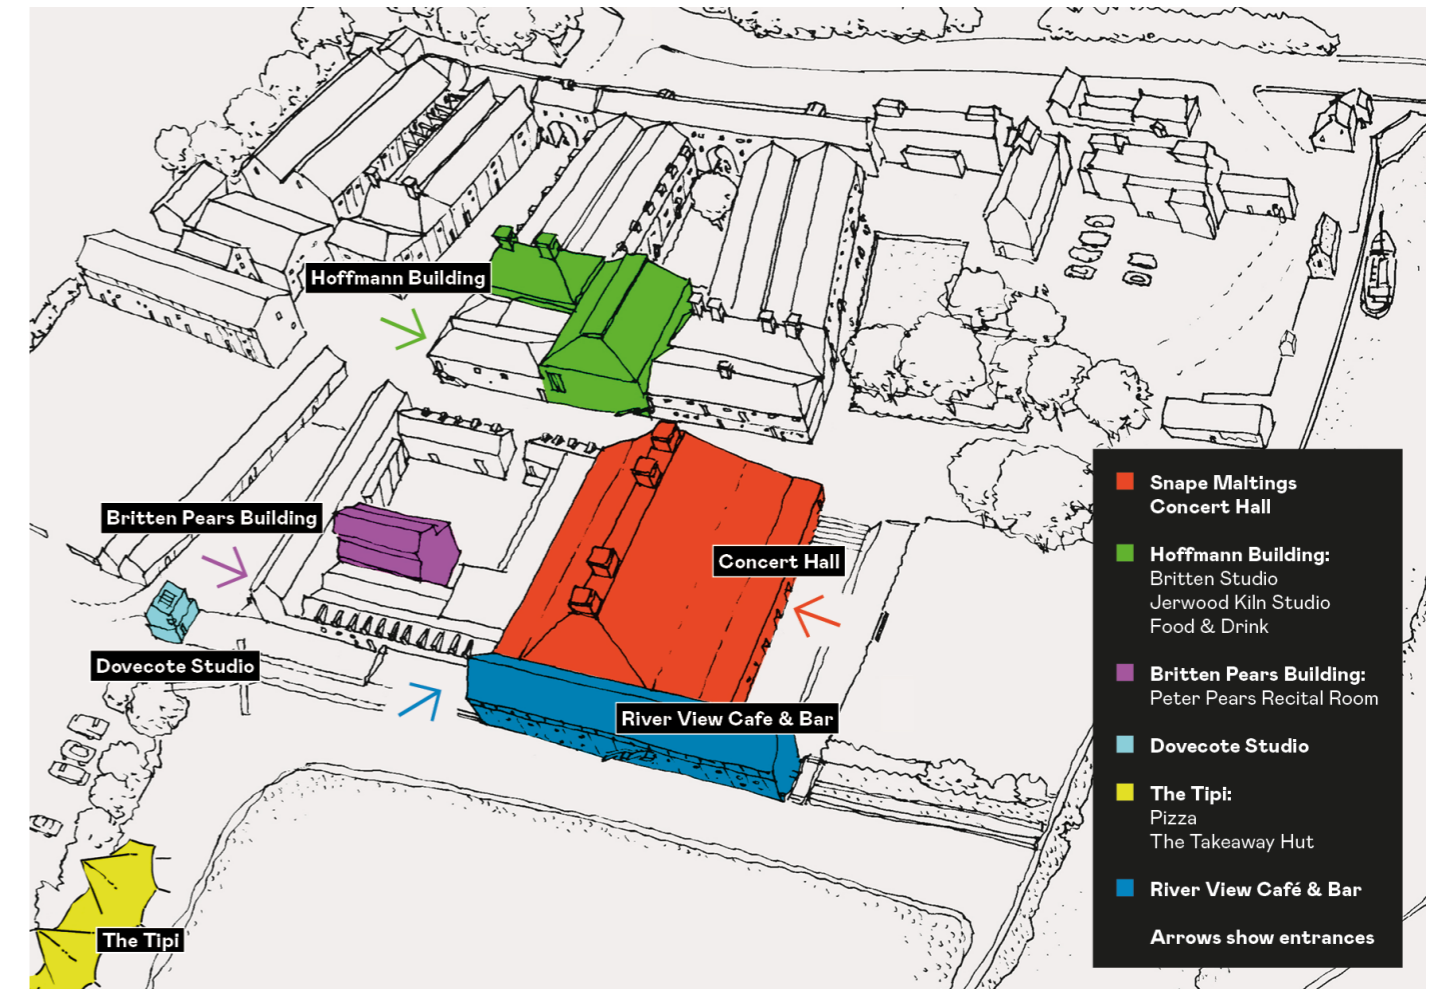 Hoffmann Building
Britten Pears Building
Concert Hall
Dovecote Studio
River View Cafe & Bar
The Tipi
Snape Maltings
Concert Hall
Hoffmann Building:
Britten Studio
Jerwood Kiln Studio
Food & Drink
Britten Pears Building:
Peter Pears Recital Room
Dovecote Studio
The Tipi:
Pizza
The Takeaway Hut
River View Café & Bar
Arrows show entrances